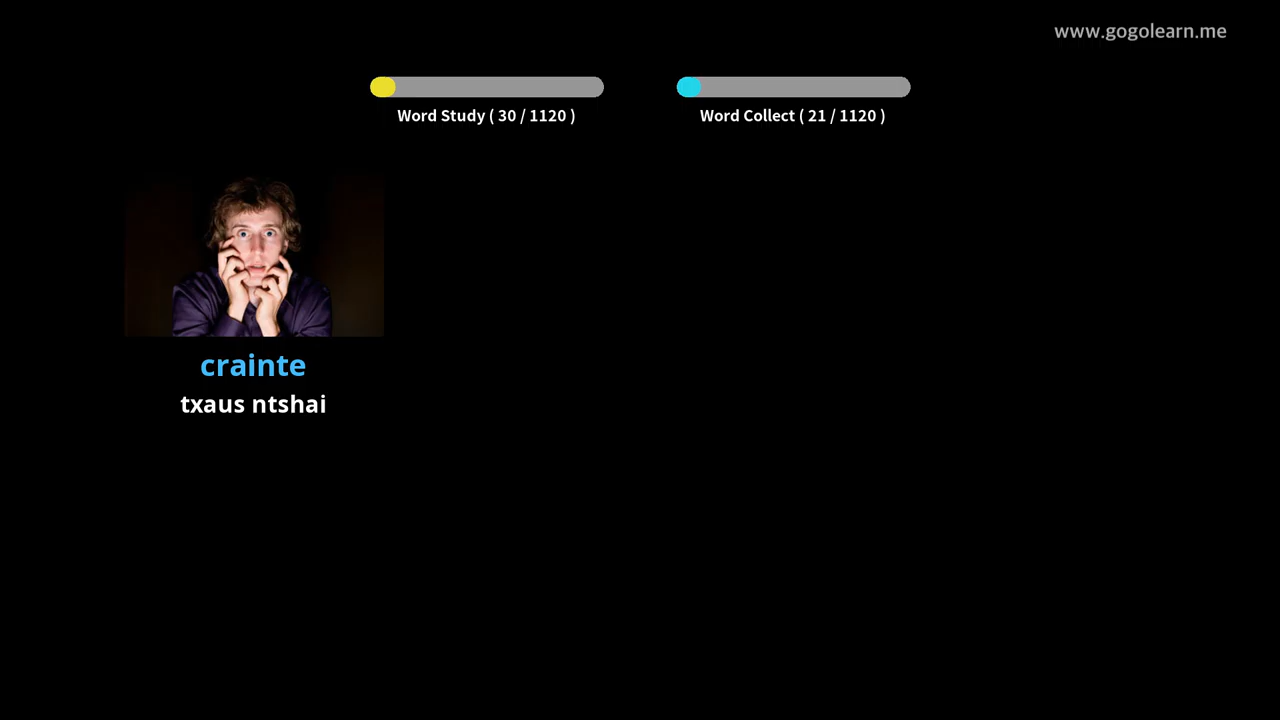 www.gogolearn.me
Word Study ( 30 / 1120 )
Word Collect ( 21 / 1120 )
crainte
txaus ntshai